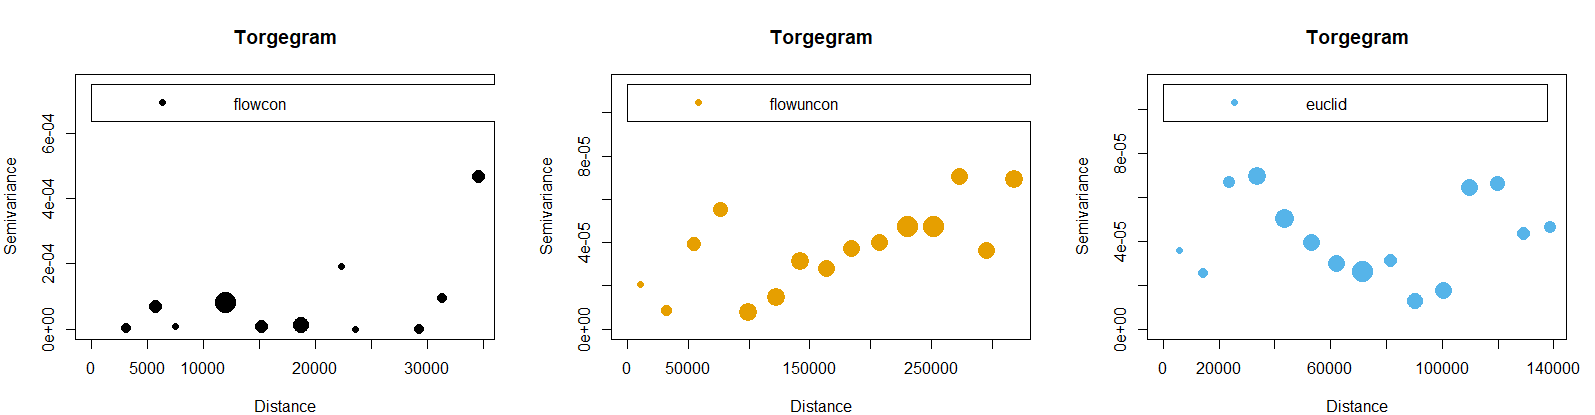 Torgegram
flowcon
Semivariance
0e+00 2e-04 4e-04 6e-04
0 5000 10000 20000 30000
Distance
Torgegram
flowuncon
Semivariance
0e+00 4e-05 8e-05
0 50000 150000 250000
Distance
Torgegram
euclid
Semivariance
0e+00 4e-05 8e-05
0 20000 60000 100000 140000
Distance